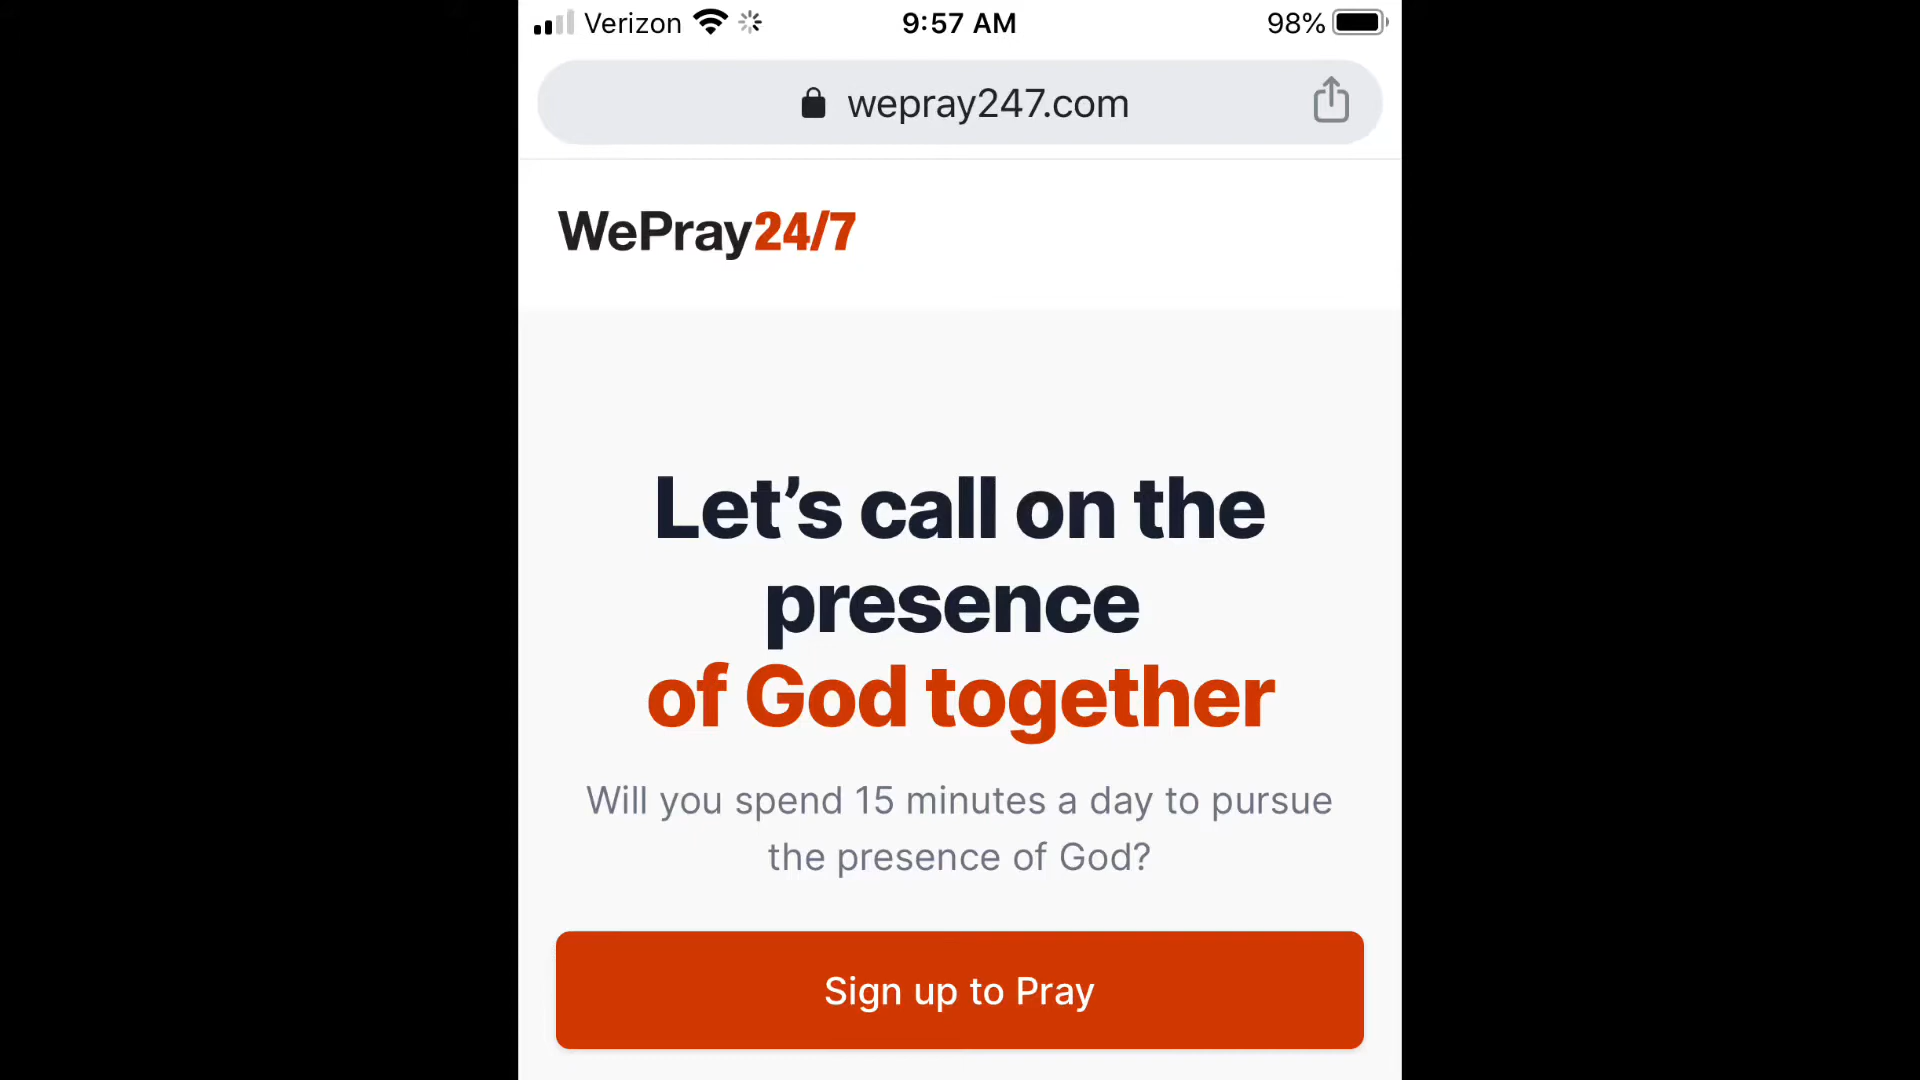 Verizon 9:57 AM 98%
wepray247.com
WePray24/7
Let’s call on the
presence
of God together
Will you spend 15 minutes a day to pursue
the presence of God?
Sign up to Pray